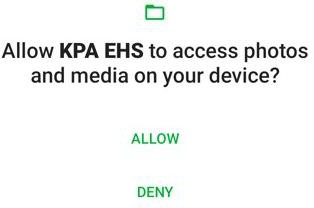 Allow KPA EHS to access photos
and media on your device?
ALLOW
DENY